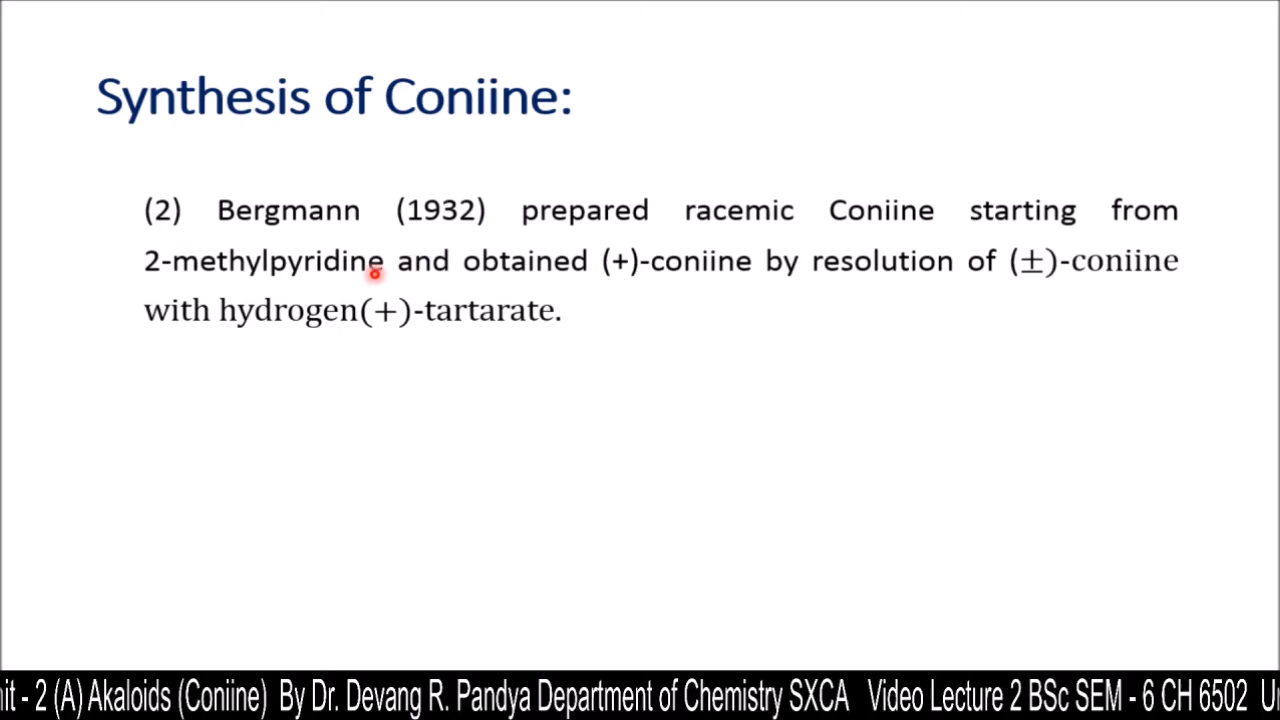 Synthesis of Coniine:
(2) Bergmann (1932) prepared racemic Coniine starting from
2-methylpyridine and obtained (+)-coniine by resolution of (±)-coniine
with hydrogen(+)-tartarate.
- 2 (A) Akaloids (Coniine) By Dr. Devang R. Pandya Department of Chemistry SXCA Video Lecture 2 BSc SEM - 6 CH 6502